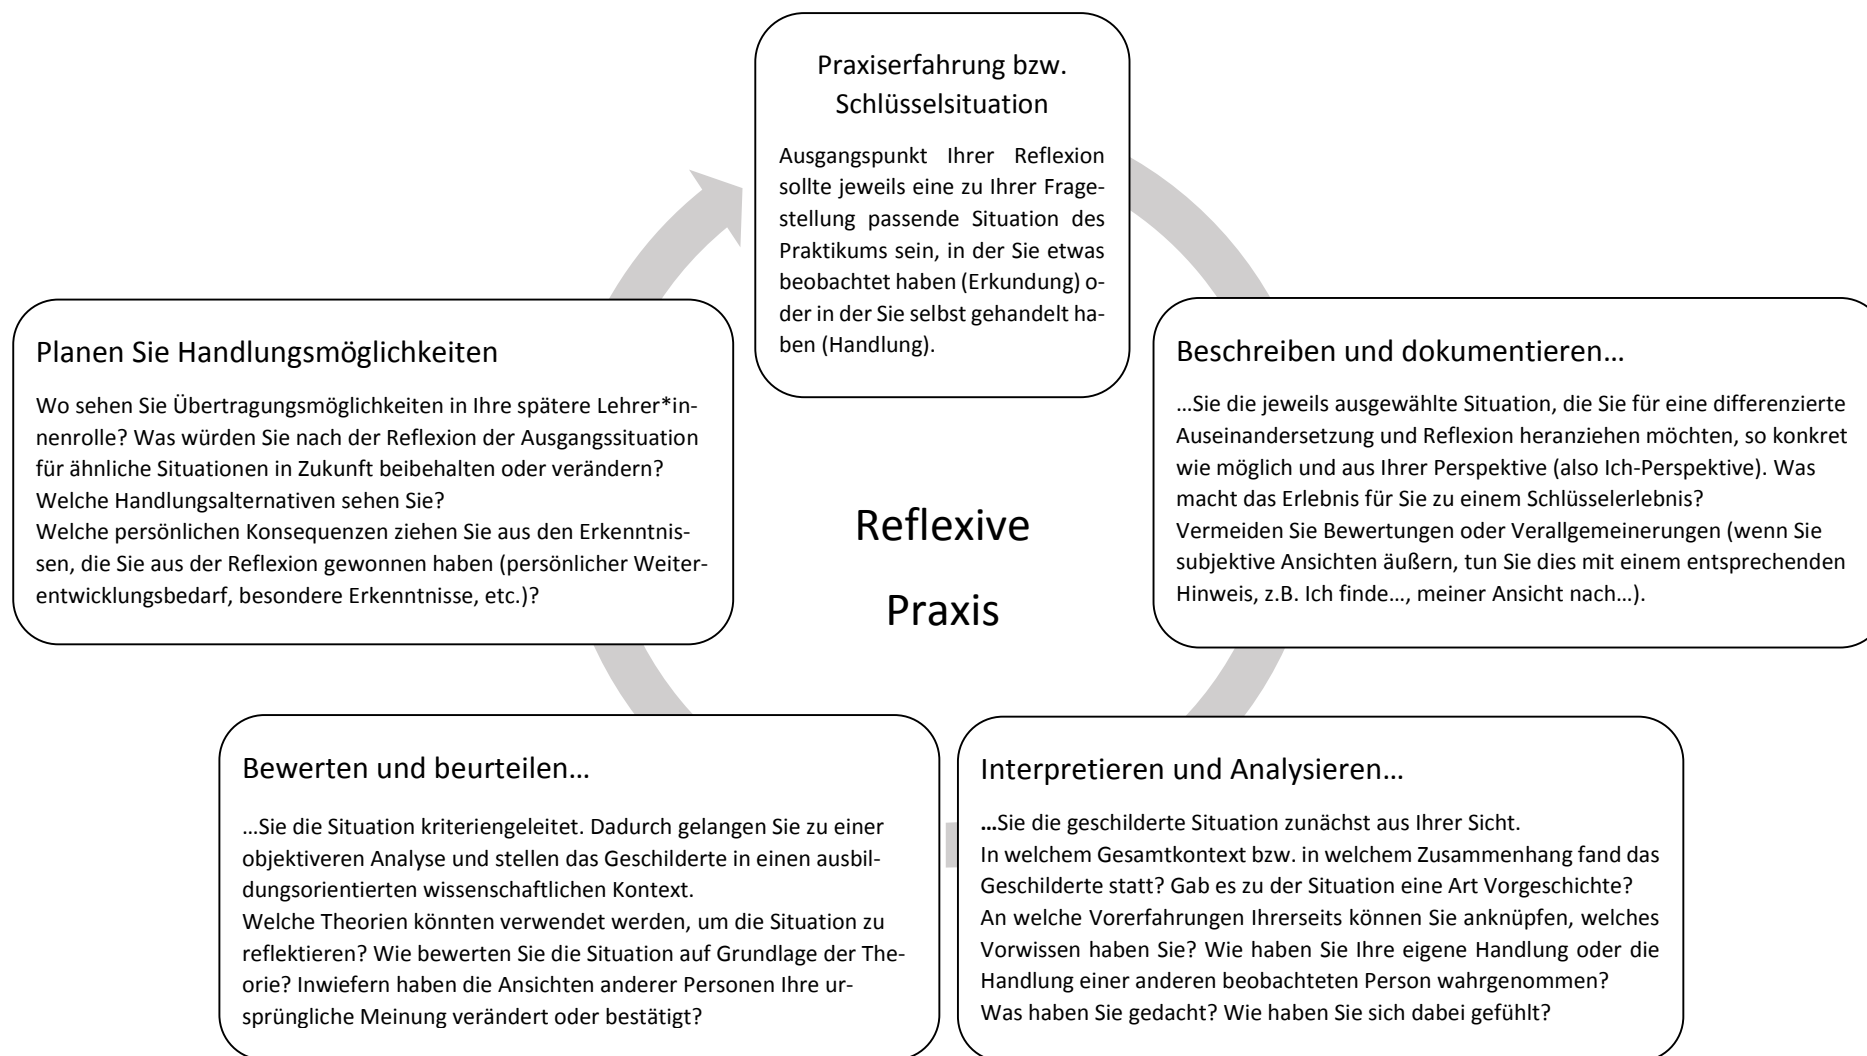 Praxiserfahrung bzw.
Schlüsselsituation
Ausgangspunkt Ihrer Reflexion
sollte jeweils eine zu Ihrer Frage-
stellung passende Situation des
Praktikums sein, in der Sie etwas
beobachtet haben (Erkundung) o-
der in der Sie selbst gehandelt ha-
ben (Handlung).
Beschreiben und dokumentieren…
…Sie die jeweils ausgewählte Situation, die Sie für eine differenzierte
Auseinandersetzung und Reflexion heranziehen möchten, so konkret
wie möglich und aus Ihrer Perspektive (also Ich-Perspektive). Was
macht das Erlebnis für Sie zu einem Schlüsselerlebnis?
Vermeiden Sie Bewertungen oder Verallgemeinerungen (wenn Sie
subjektive Ansichten äußern, tun Sie dies mit einem entsprechenden
Hinweis, z.B. Ich finde…, meiner Ansicht nach…).
Interpretieren und Analysieren…
…Sie die geschilderte Situation zunächst aus Ihrer Sicht.
In welchem Gesamtkontext bzw. in welchem Zusammenhang fand das
Geschilderte statt? Gab es zu der Situation eine Art Vorgeschichte?
An welche Vorerfahrungen Ihrerseits können Sie anknüpfen, welches
Vorwissen haben Sie? Wie haben Sie Ihre eigene Handlung oder die
Handlung einer anderen beobachteten Person wahrgenommen?
Was haben Sie gedacht? Wie haben Sie sich dabei gefühlt?
Bewerten und beurteilen…
…Sie die Situation kriteriengeleitet. Dadurch gelangen Sie zu einer
objektiveren Analyse und stellen das Geschilderte in einen ausbil-
dungsorientierten wissenschaftlichen Kontext.
Welche Theorien könnten verwendet werden, um die Situation zu
reflektieren? Wie bewerten Sie die Situation auf Grundlage der The-
orie? Inwiefern haben die Ansichten anderer Personen Ihre ur-
sprüngliche Meinung verändert oder bestätigt?
Planen Sie Handlungsmöglichkeiten
Wo sehen Sie Übertragungsmöglichkeiten in Ihre spätere Lehrer*in-
nenrolle? Was würden Sie nach der Reflexion der Ausgangssituation
für ähnliche Situationen in Zukunft beibehalten oder verändern?
Welche Handlungsalternativen sehen Sie?
Welche persönlichen Konsequenzen ziehen Sie aus den Erkenntnis-
sen, die Sie aus der Reflexion gewonnen haben (persönlicher Weiter-
entwicklungsbedarf, besondere Erkenntnisse, etc.)?
Reflexive
Praxis